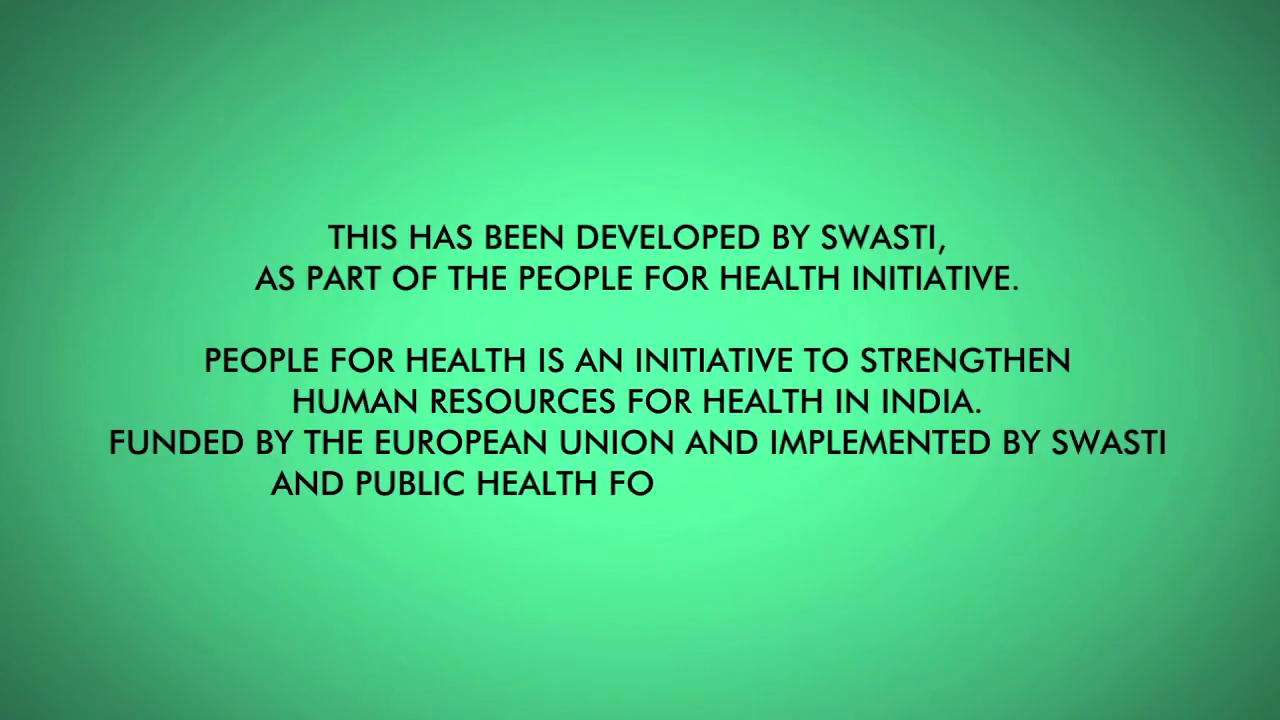 THIS HAS BEEN DEVELOPED BY SWASTI,
AS PART OF THE PEOPLE FOR HEALTH INITIATIVE.
PEOPLE FOR HEALTH IS AN INITIATIVE TO STRENGTHEN
HUMAN RESOURCES FOR HEALTH IN INDIA.
FUNDED BY THE EUROPEAN UNION AND IMPLEMENTED BY SWASTI
AND PUBLIC HEALTH FO